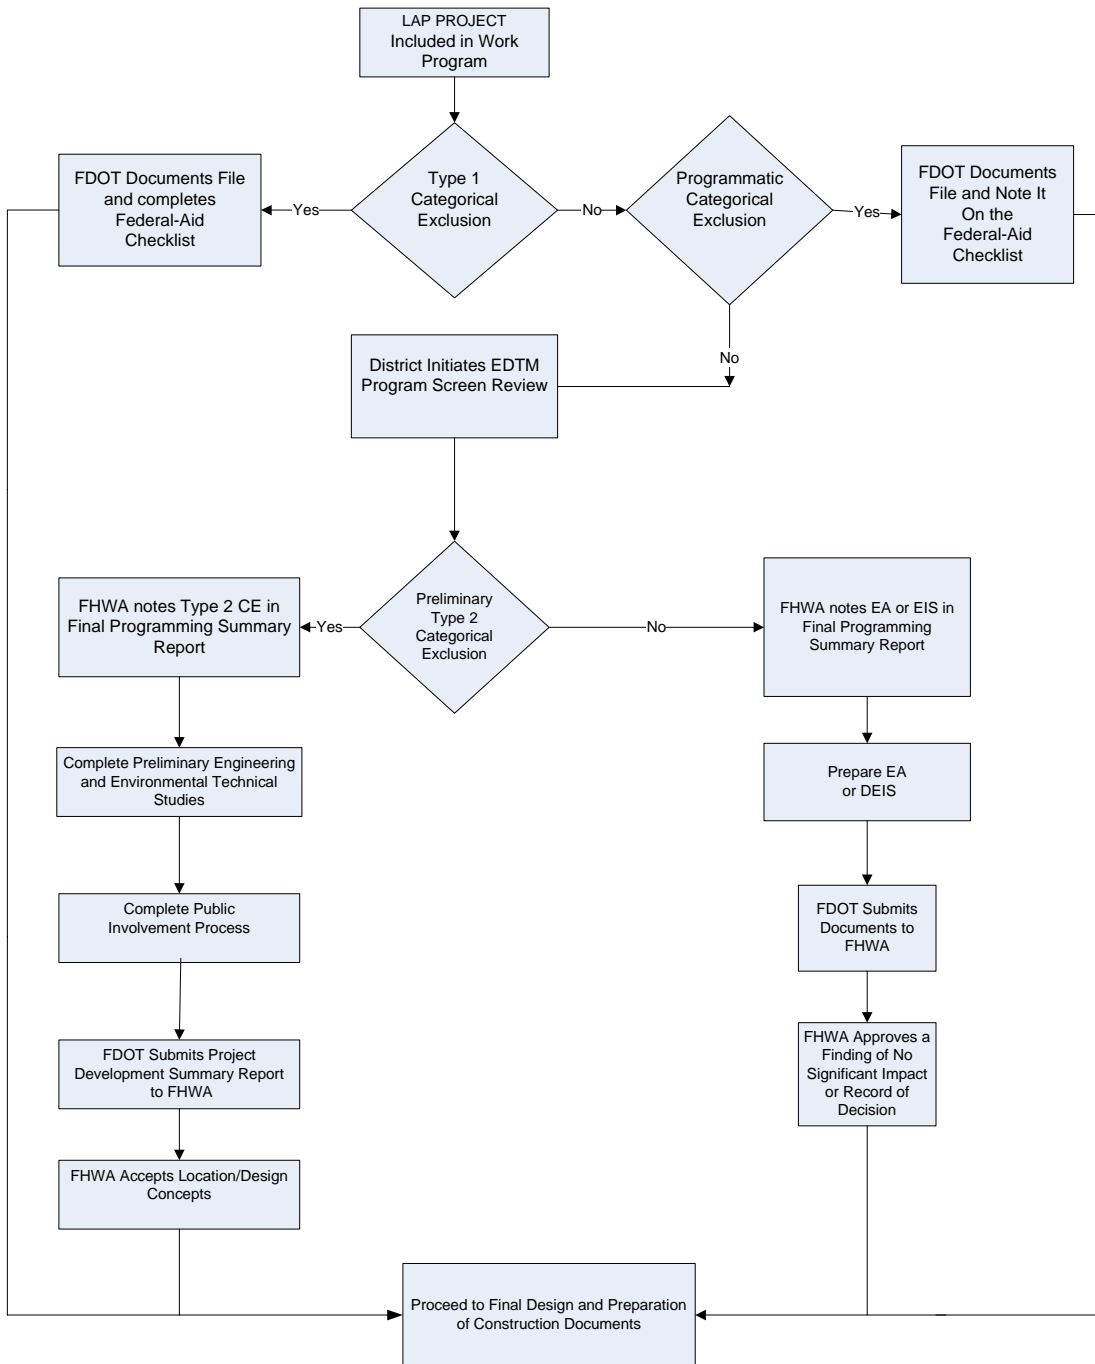 LAP PROJECT
Included in Work
Program
Type 1
Categorical
Exclusion
Yes
FDOT Documents File
and completes
Federal-Aid
Checklist
No
Programmatic
Categorical
Exclusion
Yes
FDOT Documents
File and Note It
On the
Federal-Aid
Checklist
No
District Initiates EDTM
Program Screen Review
Preliminary
Type 2
Categorical
Exclusion
Yes
FHWA notes Type 2 CE in
Final Programming Summary
Report
No
FHWA notes EA or EIS in
Final Programming
Summary Report
Complete Preliminary Engineering
and Environmental Technical
Studies
Prepare EA
or DEIS
Complete Public
Involvement Process
FDOT Submits
Documents to
FHWA
FDOT Submits Project
Development Summary Report
to FHWA
FHWA Approves a
Finding of No
Significant Impact
or Record of
Decision
FHWA Accepts Location/Design
Concepts
Proceed to Final Design and Preparation
of Construction Documents